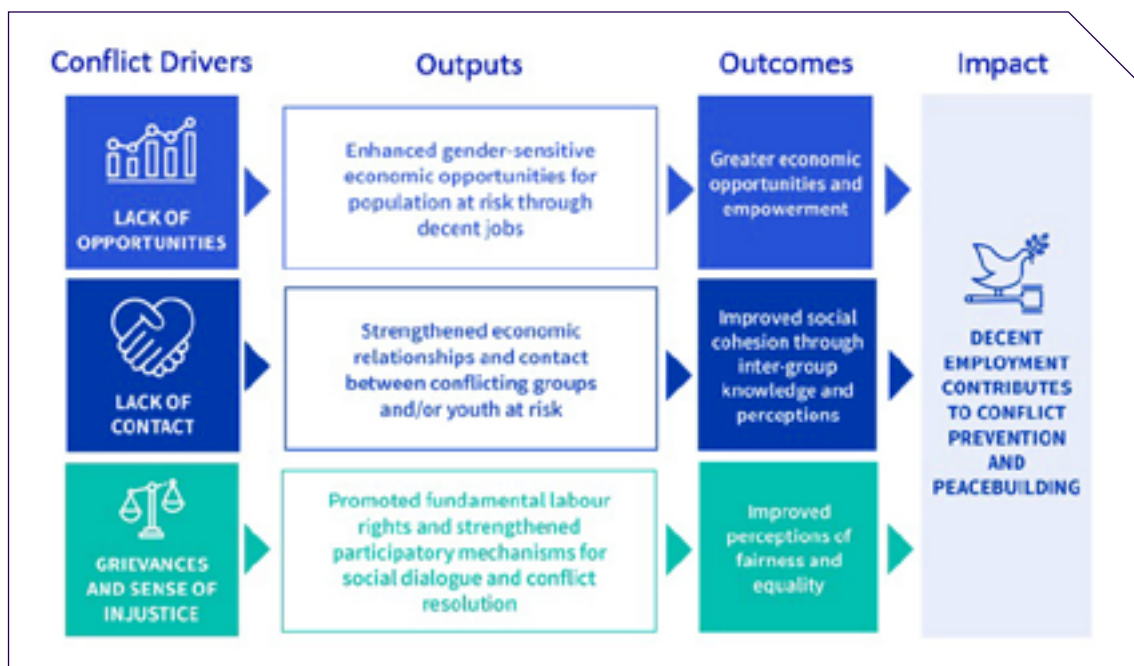 Conflict Drivers
Outputs
Outcomes
Impact
LACK OF
OPPORTUNITIES
Enhanced gender-sensitive
economic opportunities for
population at risk through
decent jobs
Greater economic
opportunities and
empowerment
LACK OF
CONTACT
Strengthened economic
relationships and contact
between conflicting groups
and/or youth at risk
Improved social
cohesion through
inter-group
knowledge and
perceptions
GRIEVANCES
AND SENSE OF
INJUSTICE
Promoted fundamental labour
rights and strengthened
participatory mechanisms for
social dialogue and conflict
resolution
Improved
perceptions of
fairness and
equality
DECENT
EMPLOYMENT
CONTRIBUTES
TO CONFLICT
PREVENTION
AND
PEACEBUILDING